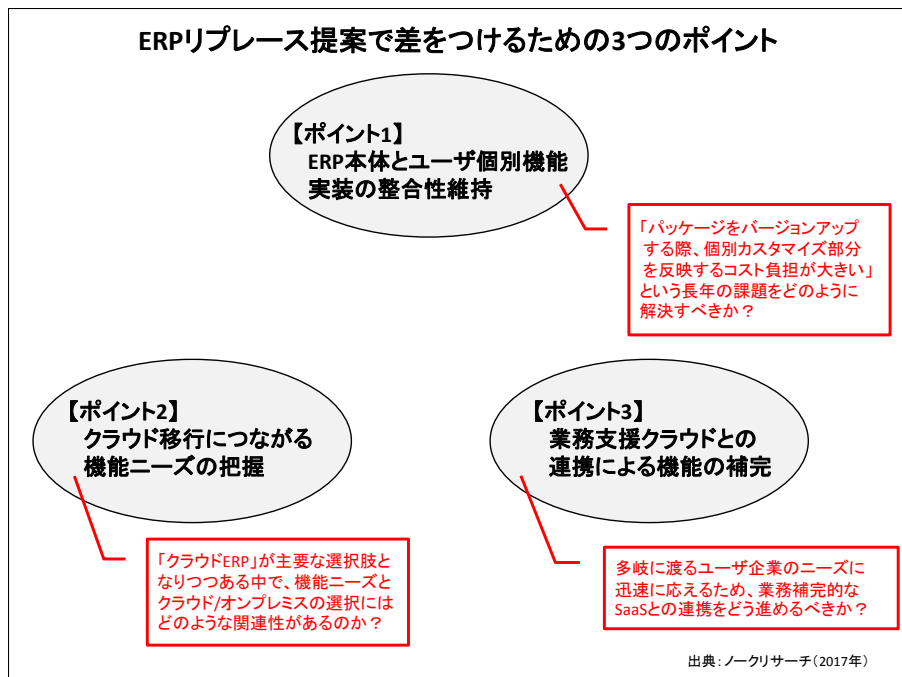 ERPリプレース提案で差をつけるための3つのポイント
【ポイント1】
ERP本体とユーザ個別機能
実装の整合性維持
「パッケージをバージョンアップ
する際、個別カスタマイズ部分
を反映するコスト負担が大きい」
という長年の課題をどのように
解決すべきか？
【ポイント2】
クラウド移行につながる
機能ニーズの把握
「クラウドERP」が主要な選択肢と
なりつつある中で、機能ニーズと
クラウド/オンプレミスの選択には
どのような関連性があるのか？
【ポイント3】
業務支援クラウドとの
連携による機能の補完
多岐に渡るユーザ企業のニーズに
迅速に応えるため、業務補完的な
SaaSとの連携をどう進めるべきか？
出典：ノークリサーチ（2017年）